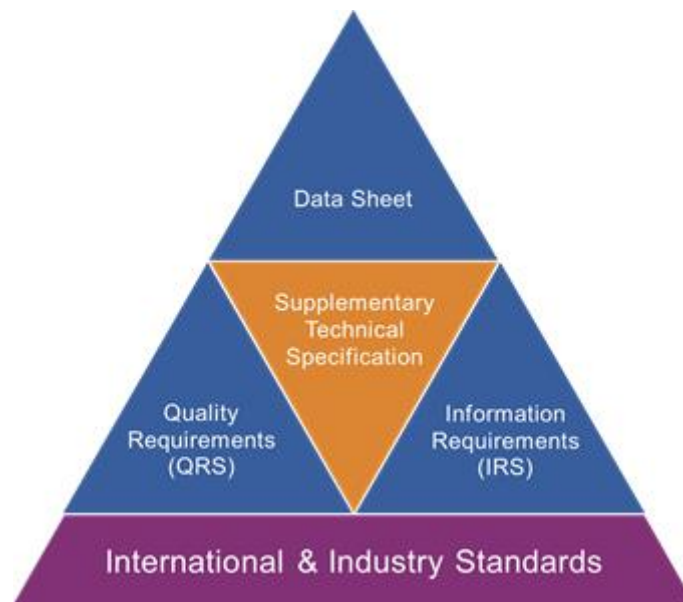 Data Sheet
Supplementary
Technical
Specification
Quality
Requirements
(QRS)
Information
Requirements
(IRS)
International & Industry Standards